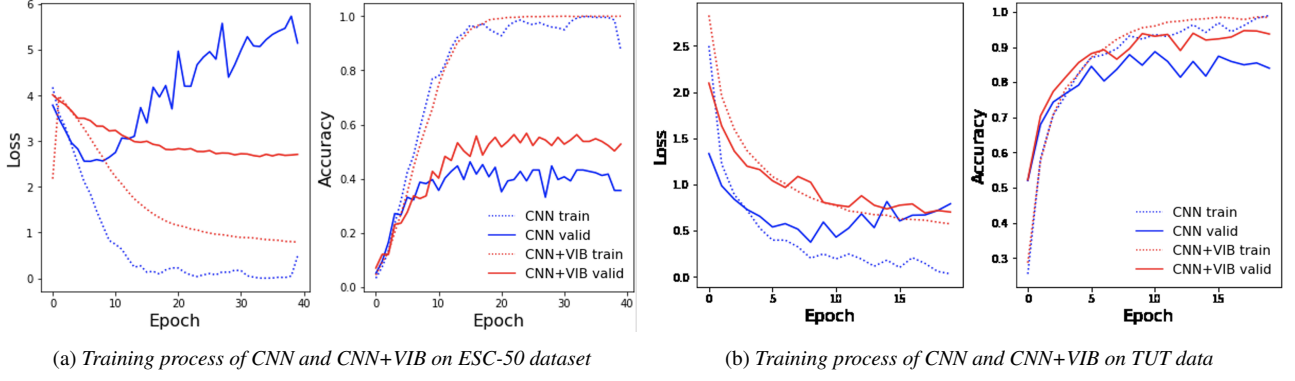 6
5
4
3
2
1
0
Loss
0 10 20 30 40
Epoch
1.0
0.8
0.6
0.4
0.2
0.0
Accuracy
CNN train
CNN valid
CNN+VIB train
CNN+VIB valid
0 10 20 30 40
Epoch
2.5
2.0
1.5
1.0
0.5
0.0
Loss
0 5 10 15
Epoch
1.0
0.9
0.8
0.7
0.6
0.5
0.4
0.3
Accuracy
CNN train
CNN valid
CNN+VIB train
CNN+VIB valid
0 5 10 15
Epoch
(a) Training process of CNN and CNN+VIB on ESC-50 dataset
(b) Training process of CNN and CNN+VIB on TUT data